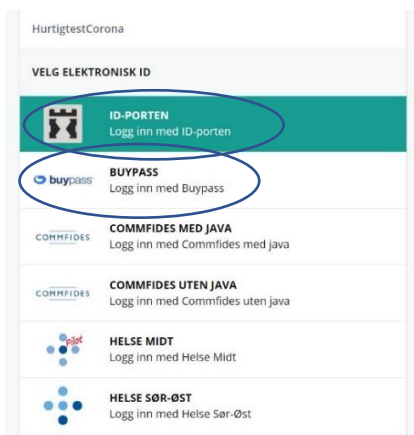 HurtigtestCorona
VELG ELEKTRONISK ID
ID-PORTEN
Logg inn med ID-porten
buypass
BUYPASS
Logg inn med Buypass
COMMFIDES
COMMFIDES MED JAVA
Logg inn med Commfides med java
COMMFIDES
COMMFIDES UTEN JAVA
Logg inn med Commfides uten java
Pilot
HELSE MIDT
Logg inn med Helse Midt
HELSE SØR-ØST
Logg inn med Helse Sør-Øst